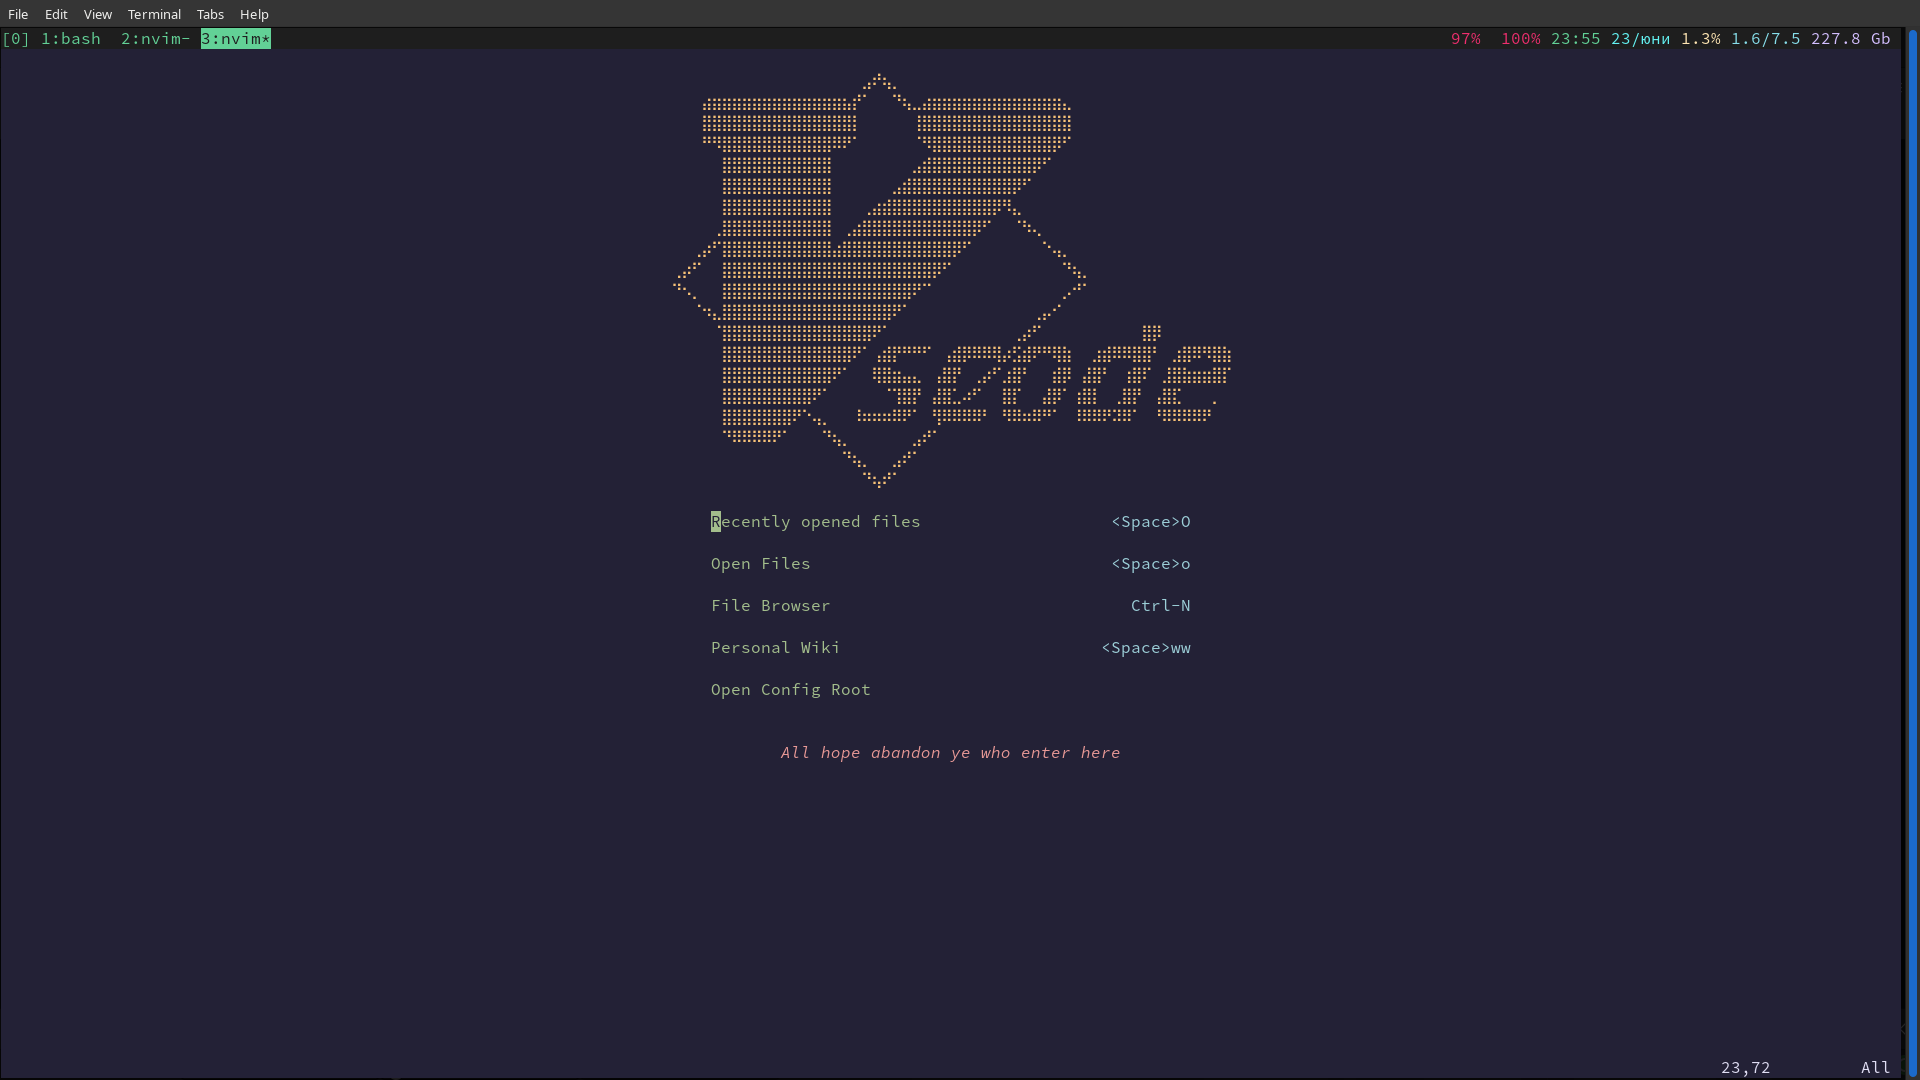 File Edit View Terminal Tabs Help
[0] 1:bash 2:nvim- 3:nvim* 97% 100% 23:55 23/юни 1.3% 1.6/7.5 227.8 Gb
Vscode
Recently opened files <Space>O
Open Files <Space>o
File Browser Ctrl-N
Personal Wiki <Space>ww
Open Config Root
All hope abandon ye who enter here
23,72 All